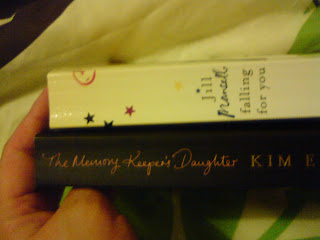 Jill
Mansell
falling
for you
The Memory Keeper's Daughter KIM E